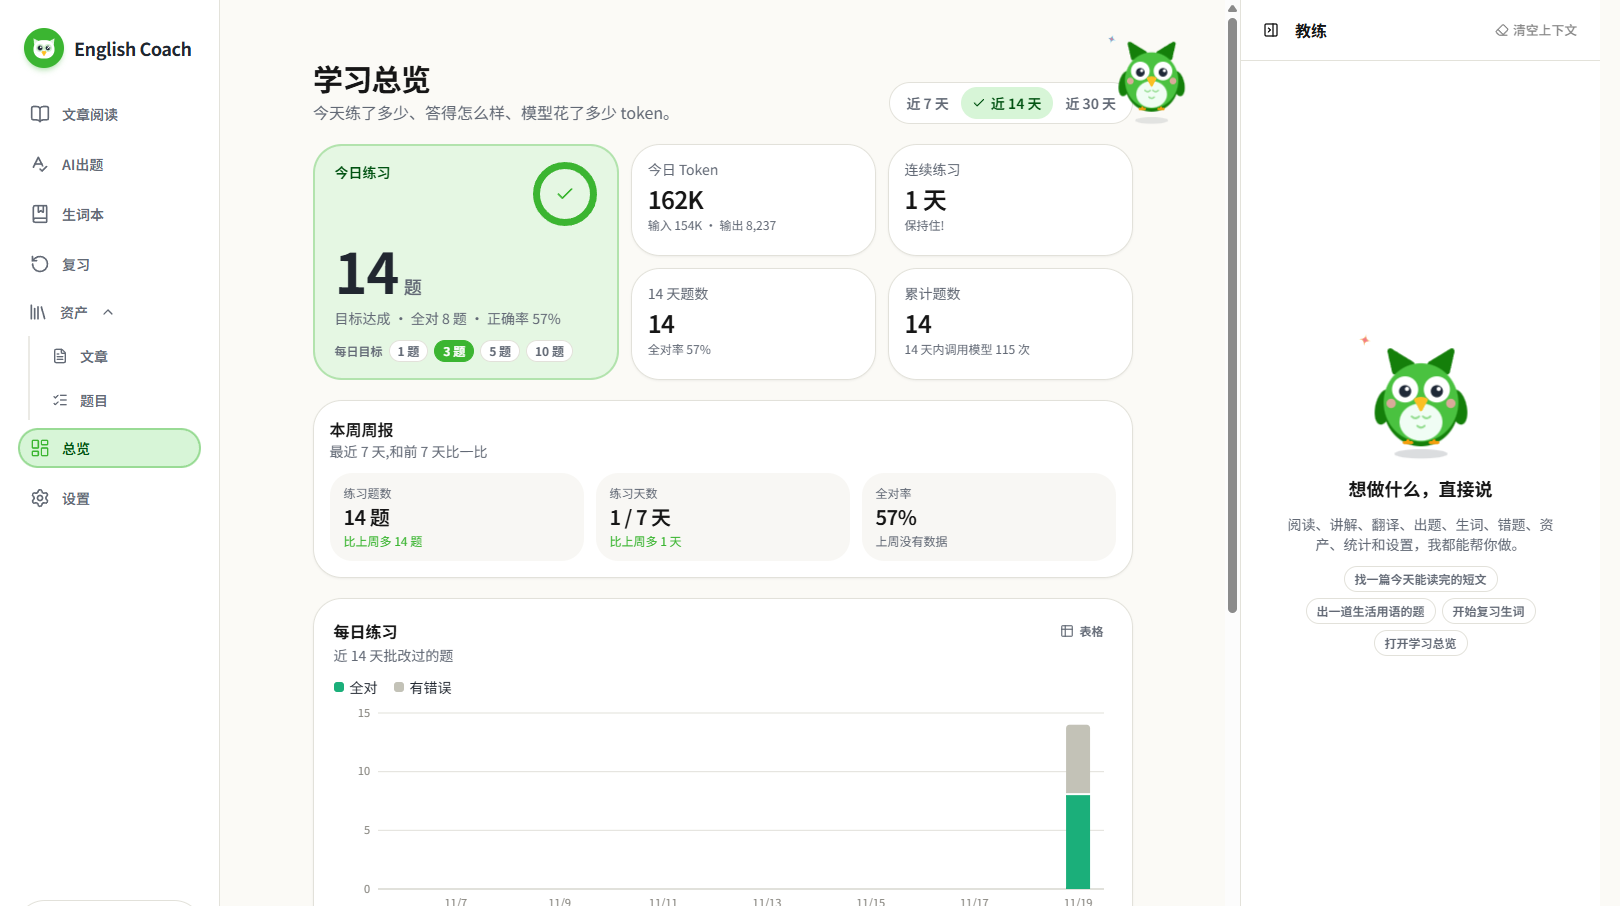 English Coach
文章阅读
AI出题
生词本
复习
资产
文章
题目
总览
设置
学习总览
今天练了多少、答得怎么样、模型花了多少 token。
近 7 天
近 14 天
近 30 天
今日练习
14 题
目标达成 · 全对 8 题 · 正确率 57%
每日目标
1 题
3 题
5 题
10 题
今日 Token
162K
输入 154K · 输出 8,237
连续练习
1 天
保持住!
14 天题数
14
全对率 57%
累计题数
14
14 天内调用模型 115 次
本周周报
最近 7 天,和前 7 天比一比
练习题数
14 题
比上周多 14 题
练习天数
1 / 7 天
比上周多 1 天
全对率
57%
上周没有数据
每日练习
表格
近 14 天批改过的题
全对
有错误
15
10
5
0
11/7
11/9
11/11
11/13
11/15
11/17
11/19
教练
清空上下文
想做什么，直接说
阅读、讲解、翻译、出题、生词、错题、资
产、统计和设置，我都能帮你做。
找一篇今天能读完的短文
出一道生活用语的题
开始复习生词
打开学习总览